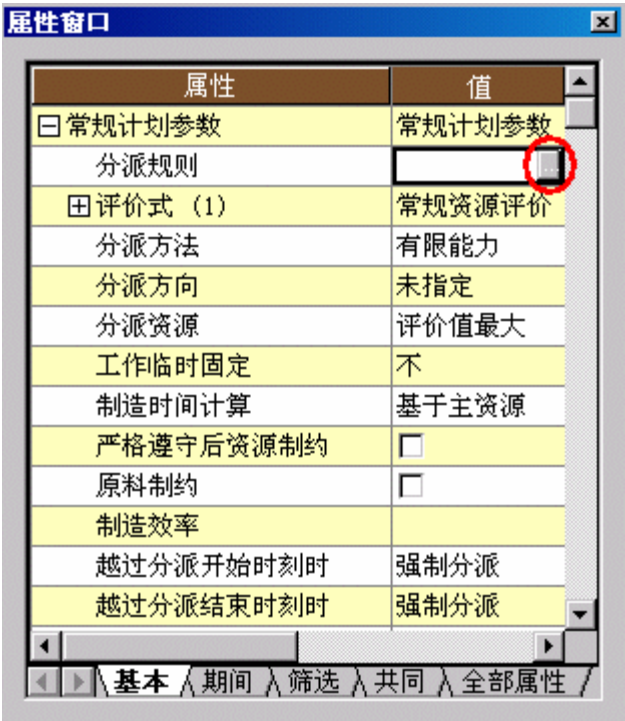 属性窗口
属性 值
常规计划参数 常规计划参数
分派规则 ...
评价式 (1) 常规资源评价
分派方法 有限能力
分派方向 未指定
分派资源 评价值最大
工作临时固定 不
制造时间计算 基于主资源
严格遵守后资源制约
原料制约
制造效率
越过分派开始时刻时 强制分派
越过分派结束时刻时 强制分派
基本 期间 筛选 共同 全部属性